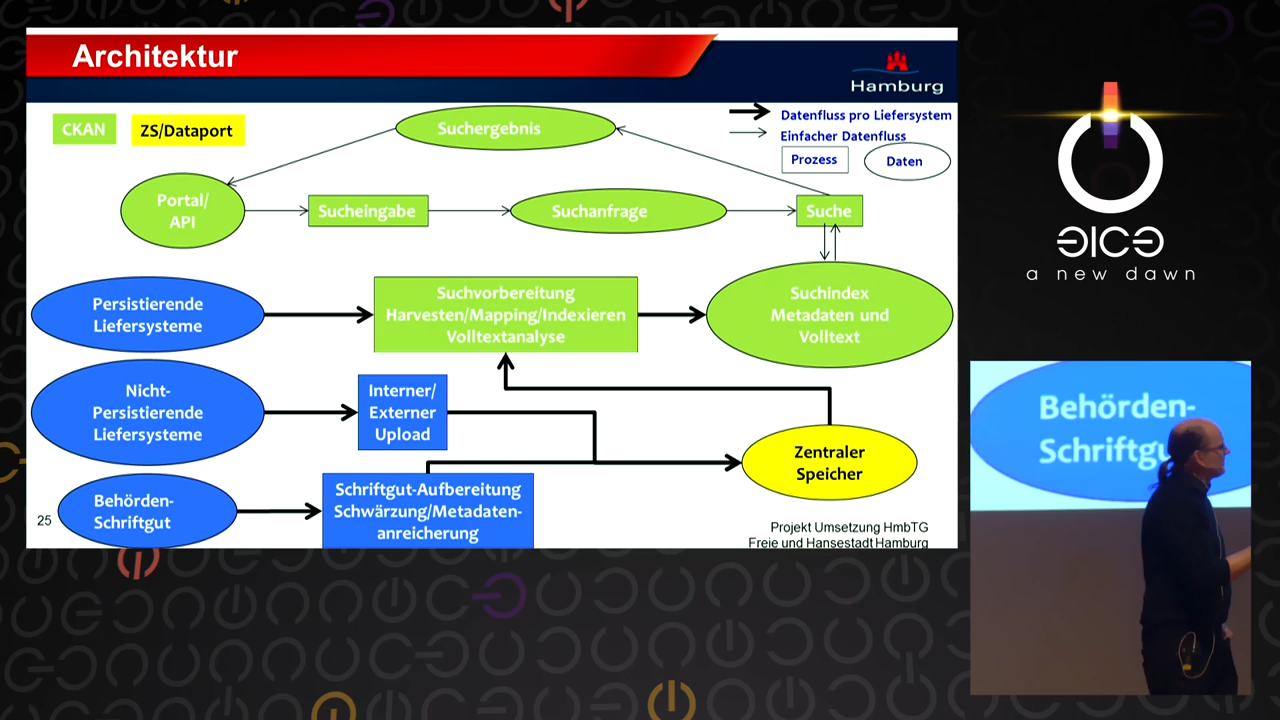 Architektur
Hamburg
CKAN
ZS/Dataport
Suchergebnis
Datenfluss pro Liefersystem
Einfacher Datenfluss
Prozess
Daten
Portal/
API
Sucheingabe
Suchanfrage
Suche
Persistierende
Liefersysteme
Suchvorbereitung
Harvesten/Mapping/Indexieren
Volltextanalyse
Suchindex
Metadaten und
Volltext
Nicht-
Persistierende
Liefersysteme
Interner/
Externer
Upload
Zentraler
Speicher
Behörden-
Schriftgut
Schriftgut-Aufbereitung
Schwärzung/Metadaten-
anreicherung
25
Projekt Umsetzung HmbTG
Freie und Hansestadt Hamburg
a new dawn
Behörden-